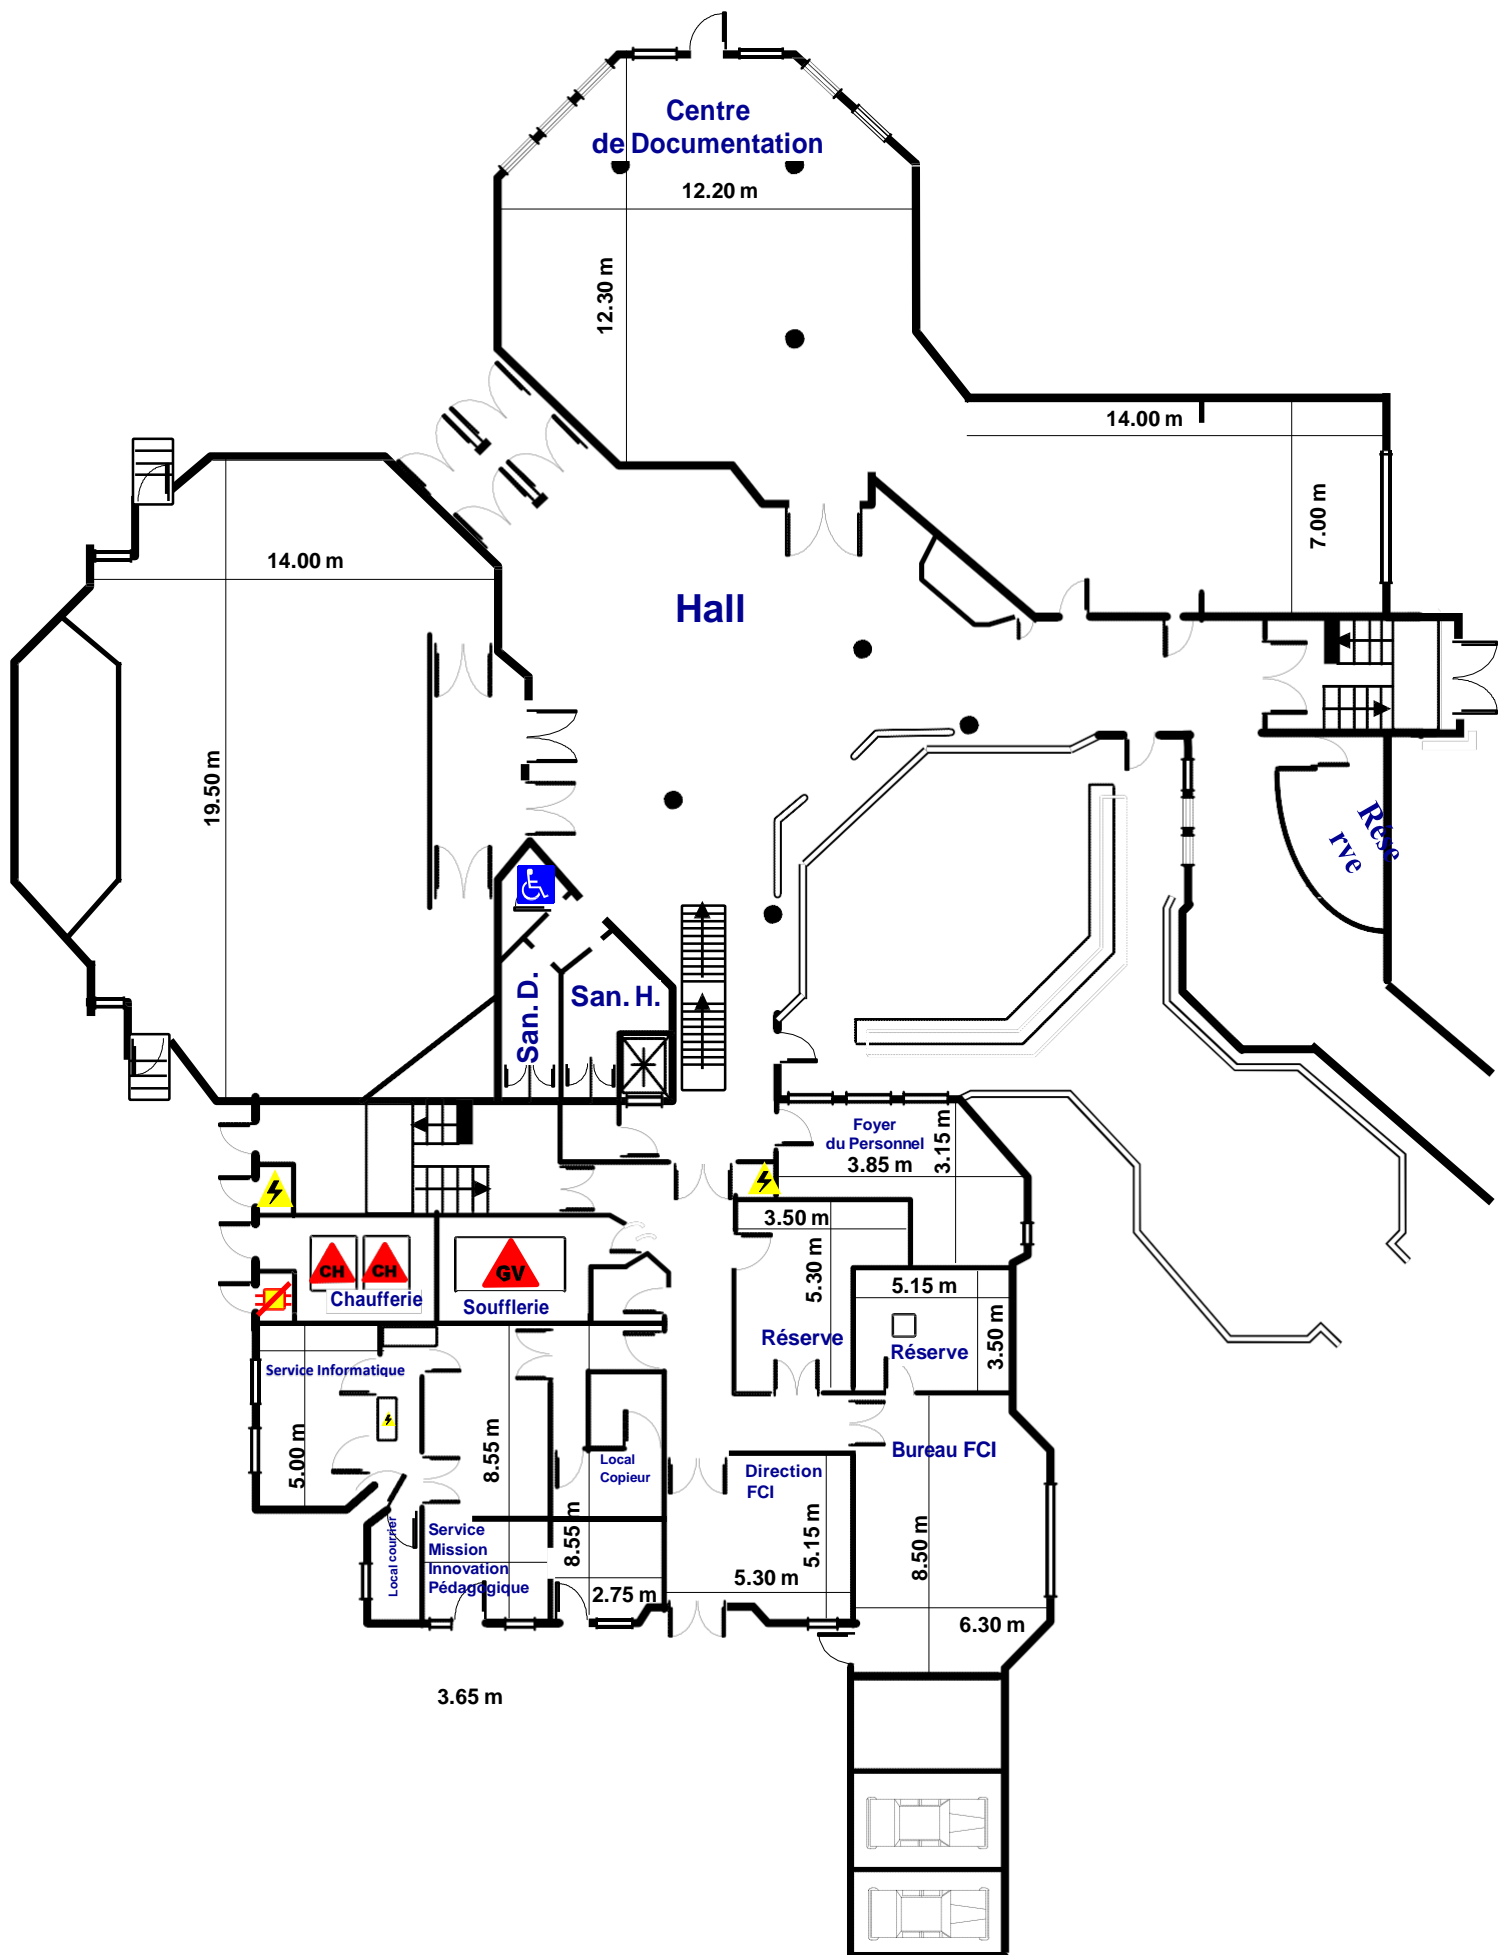 Centre
de Documentation
12.20 m
12.30 m
14.00 m
7.00 m
14.00 m
Hall
19.50 m
Rése
rve
San. D.
San. H.
Foyer
du Personnel
3.15 m
3.85 m
3.50 m
5.30 m
CH
CH
GV
Chaufferie
Soufflerie
5.15 m
3.50 m
Réserve
Réserve
Service Informatique
5.00 m
8.55 m
Local
Copieur
Direction
FCI
Bureau FCI
Local courrier
Service
Mission
Innovation
Pédagogique
8.55 m
2.75 m
5.15 m
5.30 m
8.50 m
6.30 m
3.65 m